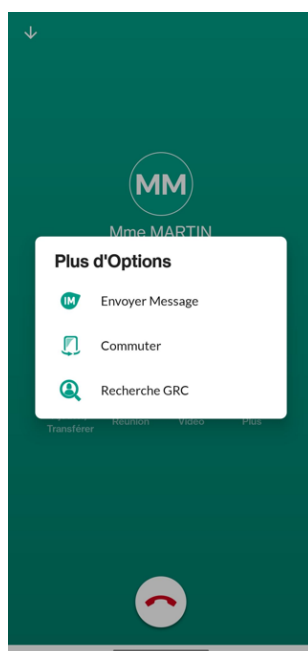 MM
Mme MARTIN
Plus d'Options
IM
Envoyer Message
Commuter
Recherche GRC
Transférer
Réunion
Vidéo
Plus